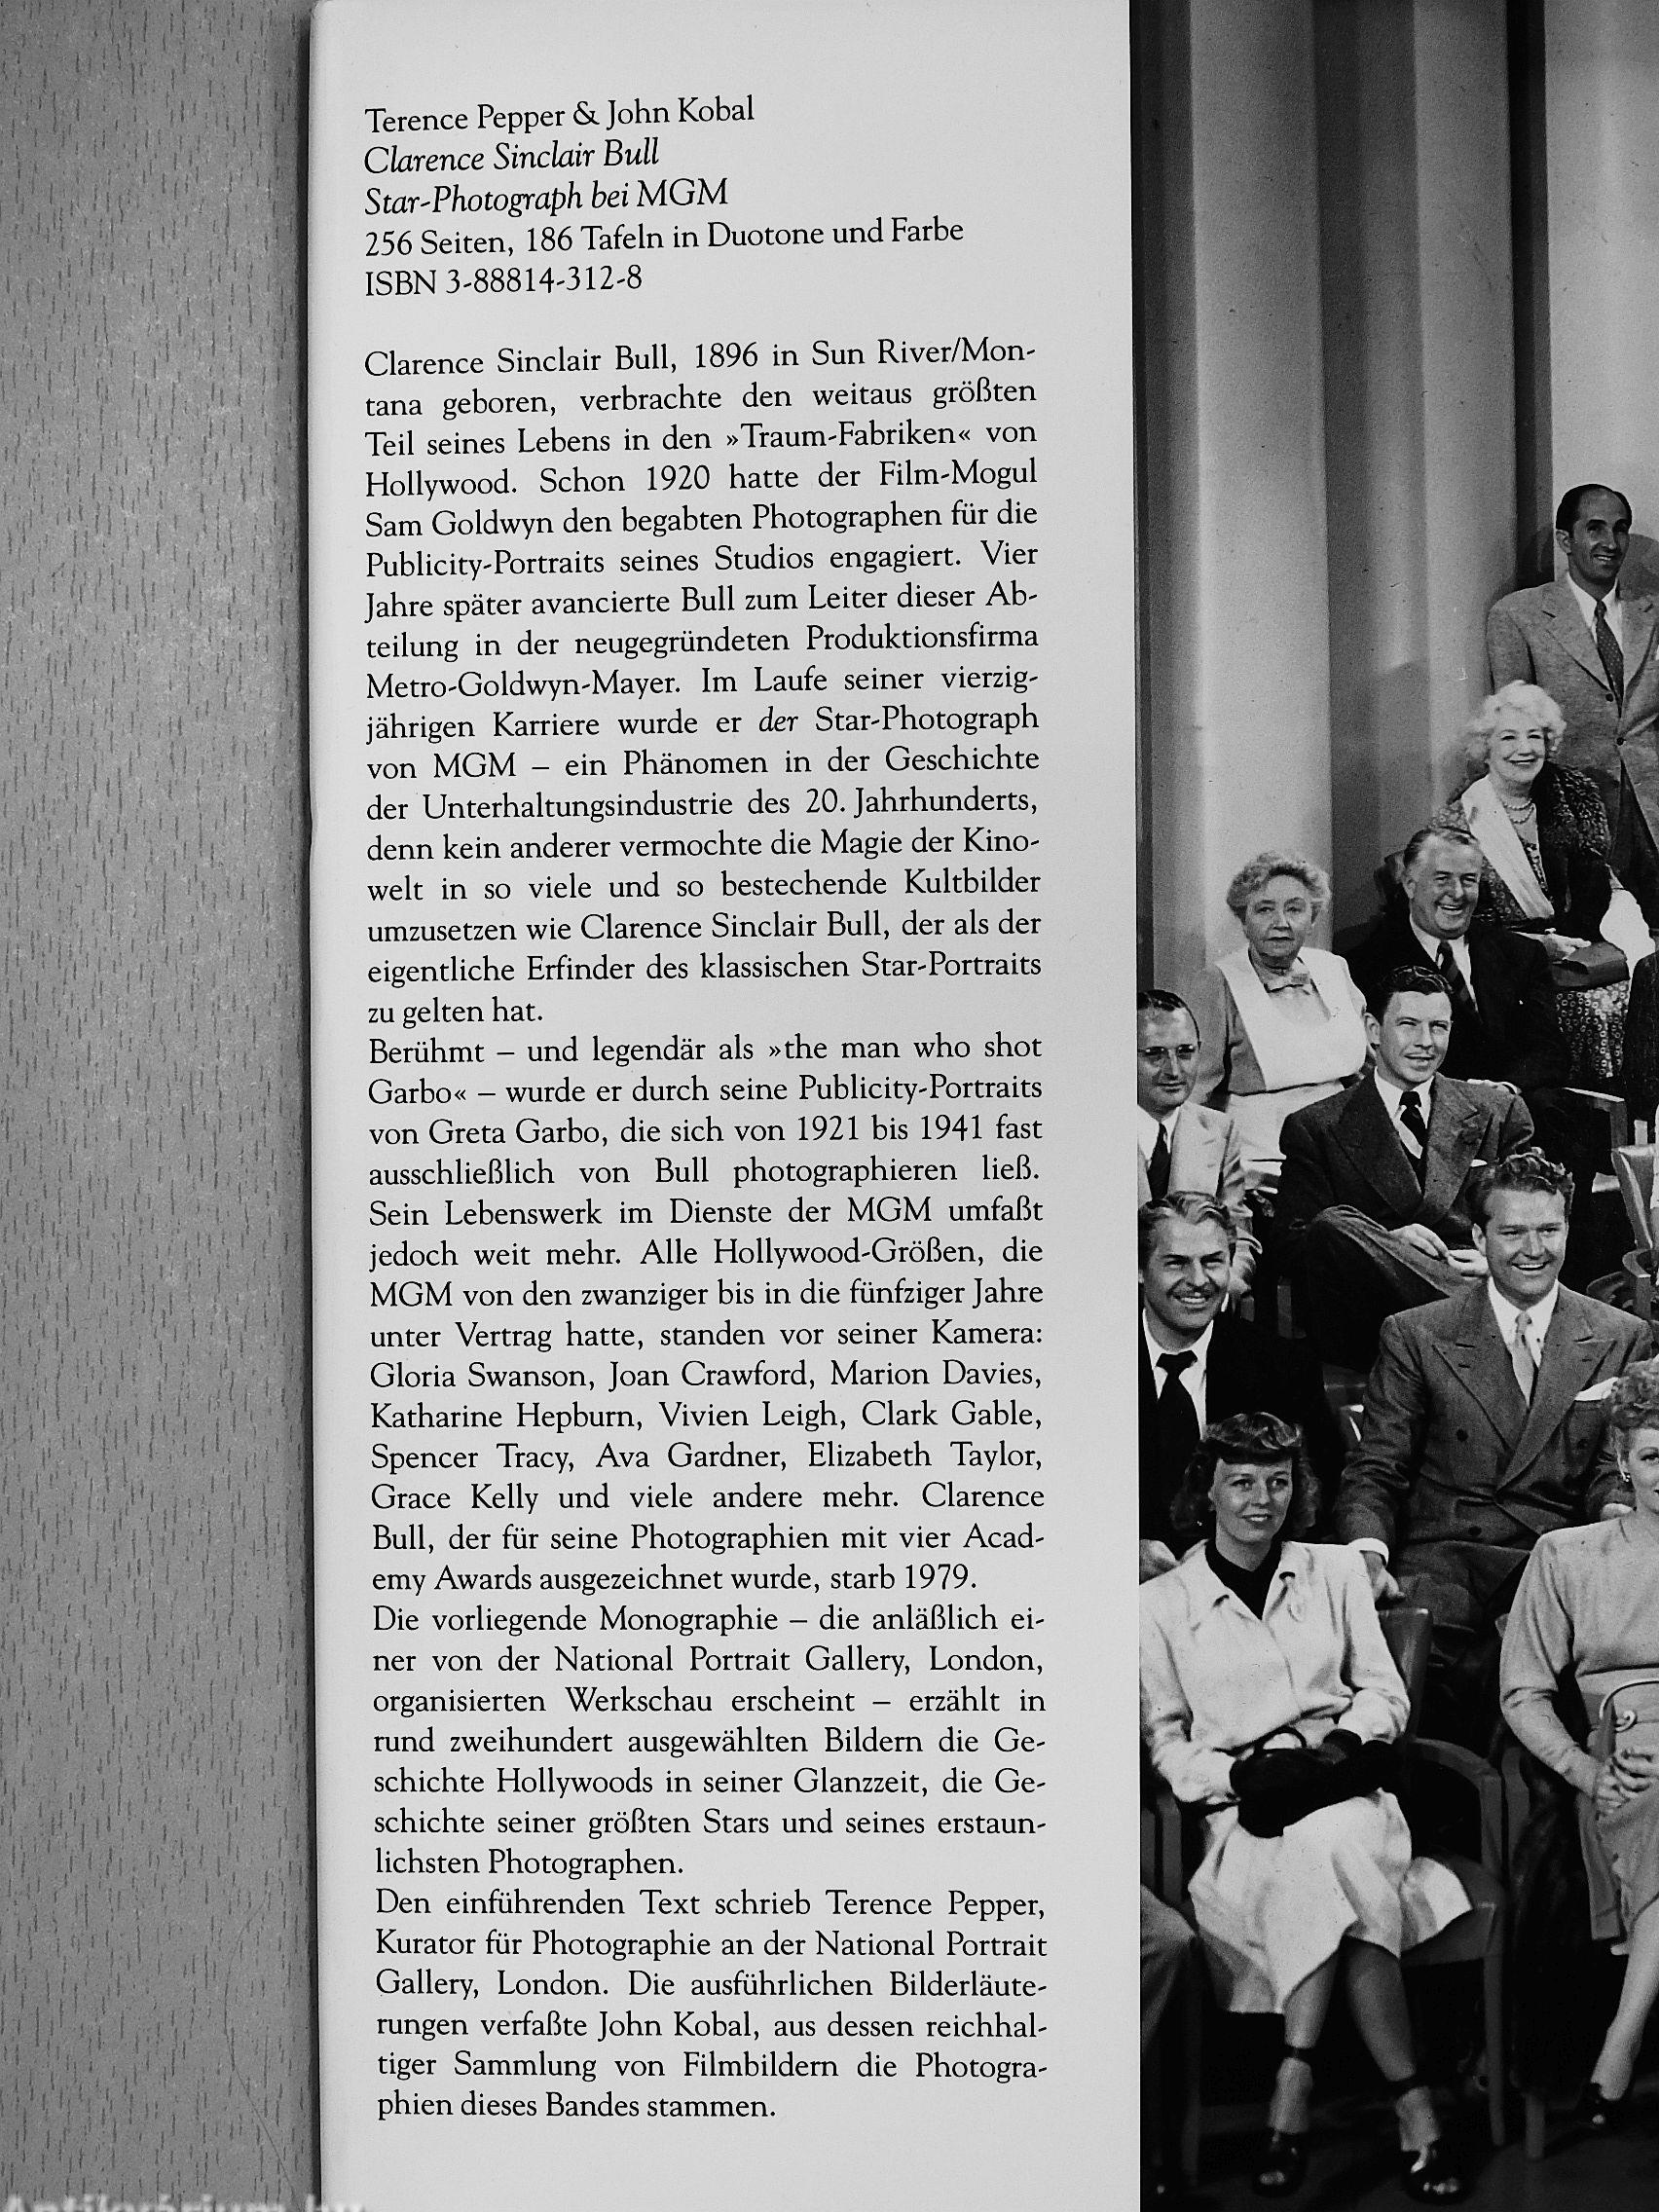 Terence Pepper & John Kobal
Clarence Sinclair Bull
Star-Photograph bei MGM
256 Seiten, 186 Tafeln in Duotone und Farbe
ISBN 3-88814-312-8
Clarence Sinclair Bull, 1896 in Sun River/Mon-
tana geboren, verbrachte den weitaus größten
Teil seines Lebens in den »Traum-Fabriken« von
Hollywood. Schon 1920 hatte der Film-Mogul
Sam Goldwyn den begabten Photographen für die
Publicity-Portraits seines Studios engagiert. Vier
Jahre später avancierte Bull zum Leiter dieser Ab-
teilung in der neugegründeten Produktionsfirma
Metro-Goldwyn-Mayer. Im Laufe seiner vierzig-
jährigen Karriere wurde er der Star-Photograph
von MGM – ein Phänomen in der Geschichte
der Unterhaltungsindustrie des 20. Jahrhunderts,
denn kein anderer vermochte die Magie der Kino-
welt in so viele und so bestechende Kultbilder
umzusetzen wie Clarence Sinclair Bull, der als der
eigentliche Erfinder des klassischen Star-Portraits
zu gelten hat.
Berühmt – und legendär als »the man who shot
Garbo« – wurde er durch seine Publicity-Portraits
von Greta Garbo, die sich von 1921 bis 1941 fast
ausschließlich von Bull photographieren ließ.
Sein Lebenswerk im Dienste der MGM umfaßt
jedoch weit mehr. Alle Hollywood-Größen, die
MGM von den zwanziger bis in die fünfziger Jahre
unter Vertrag hatte, standen vor seiner Kamera:
Gloria Swanson, Joan Crawford, Marion Davies,
Katharine Hepburn, Vivien Leigh, Clark Gable,
Spencer Tracy, Ava Gardner, Elizabeth Taylor,
Grace Kelly und viele andere mehr. Clarence
Bull, der für seine Photographien mit vier Acad-
emy Awards ausgezeichnet wurde, starb 1979.
Die vorliegende Monographie – die anläßlich ei-
ner von der National Portrait Gallery, London,
organisierten Werkschau erscheint – erzählt in
rund zweihundert ausgewählten Bildern die Ge-
schichte Hollywoods in seiner Glanzzeit, die Ge-
schichte seiner größten Stars und seines erstaun-
lichsten Photographen.
Den einführenden Text schrieb Terence Pepper,
Kurator für Photographie an der National Portrait
Gallery, London. Die ausführlichen Bilderläute-
rungen verfaßte John Kobal, aus dessen reichhal-
tiger Sammlung von Filmbildern die Photogra-
phien dieses Bandes stammen.